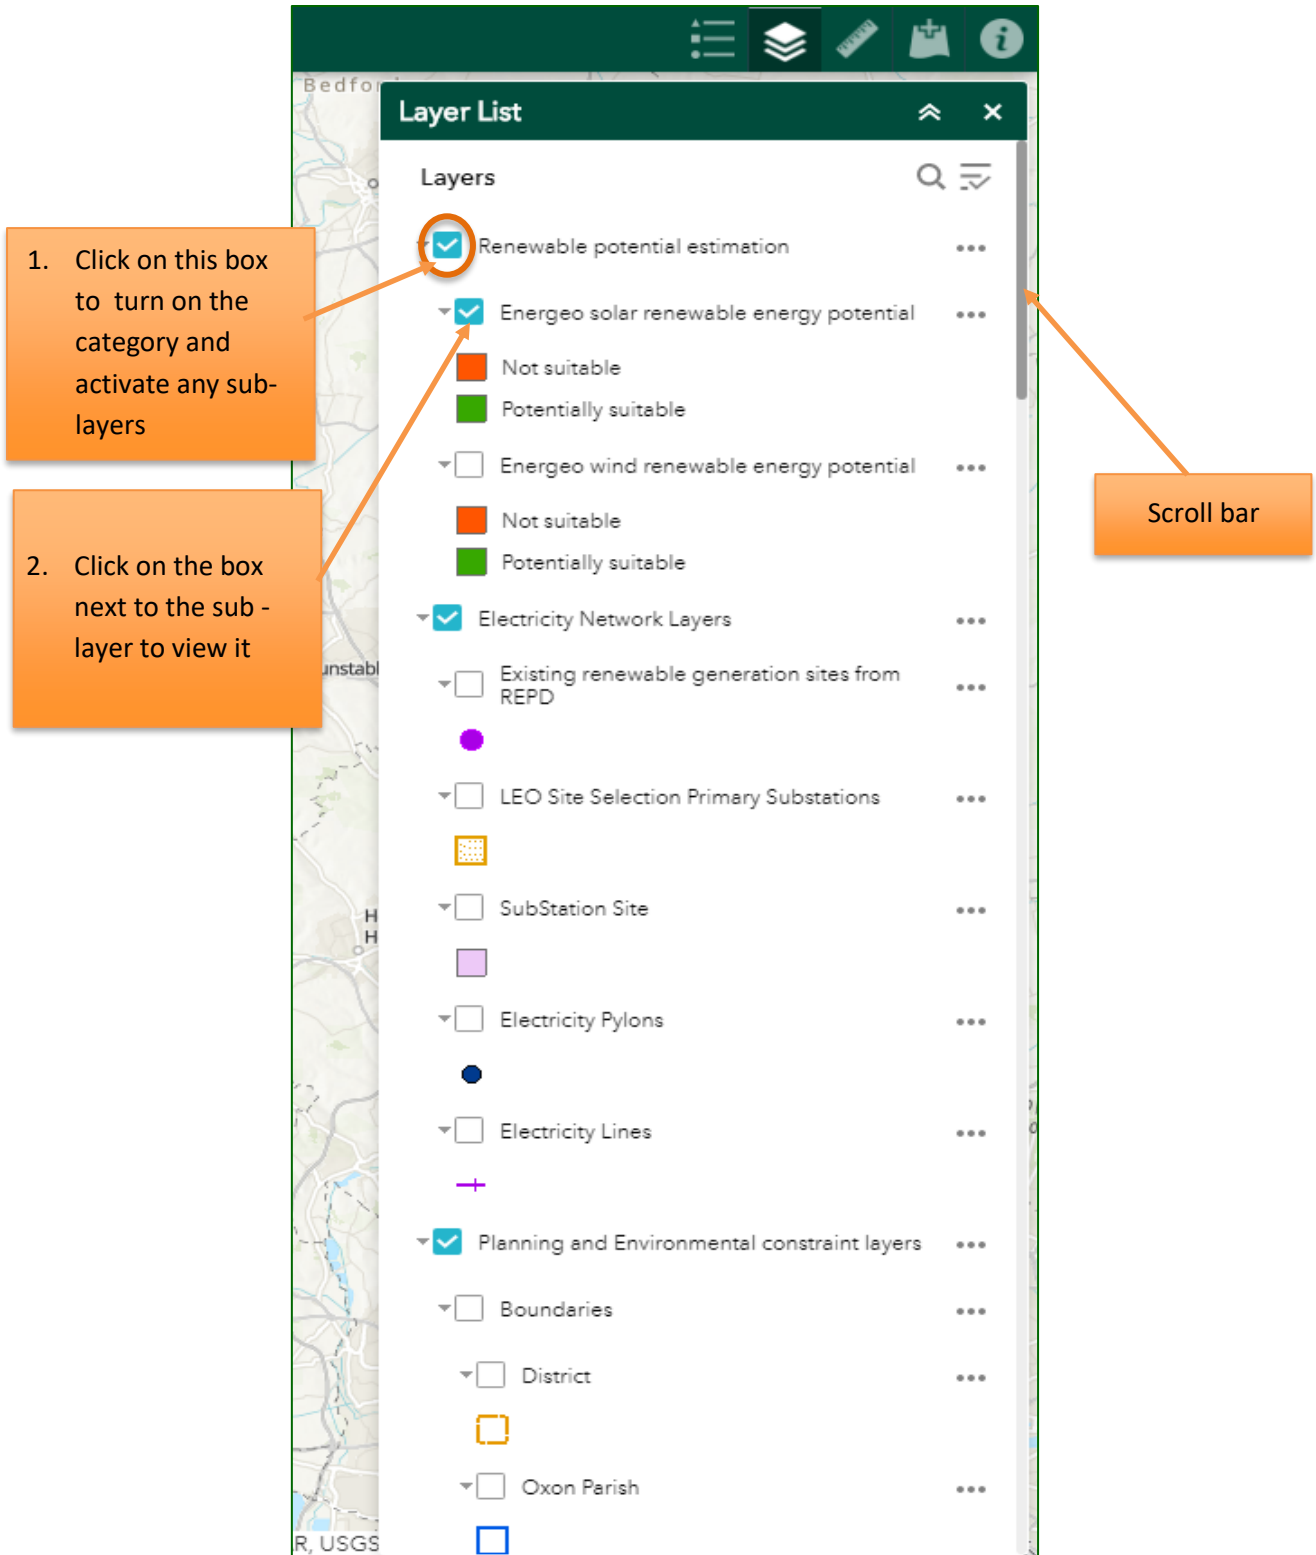 Bedfo
Layer List
Layers
1. Click on this box
to turn on the
category and
activate any sub-
layers
Renewable potential estimation
Energeo solar renewable energy potential
Not suitable
Potentially suitable
Energeo wind renewable energy potential
Not suitable
Potentially suitable
Scroll bar
2. Click on the box
next to the sub -
layer to view it
Electricity Network Layers
unstabl
Existing renewable generation sites from
REPD
LEO Site Selection Primary Substations
SubStation Site
H
H
Electricity Pylons
Electricity Lines
Planning and Environmental constraint layers
Boundaries
District
Oxon Parish
R, USGS